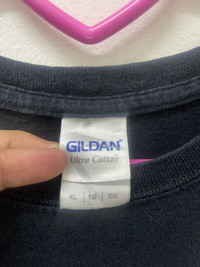 GILDAN
Ultra Cotton
XL | TG | EG